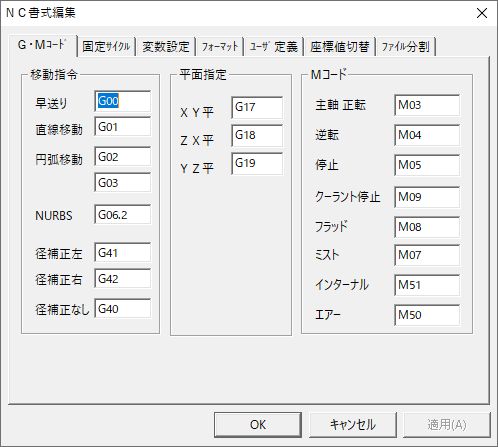 ＮＣ書式編集
Ｇ・Ｍｺｰﾄﾞ 固定ｻｲｸﾙ 変数設定 ﾌｫｰﾏｯﾄ ﾕｰｻﾞ定義 座標値切替 ﾌｧｲﾙ分割
移動指令
早送り G00
直線移動 G01
円弧移動 G02
G03
NURBS G06.2
径補正左 G41
径補正右 G42
径補正なし G40
平面指定
ＸＹ平 G17
ＺＸ平 G18
ＹＺ平 G19
Ｍコード
主軸 正転 M03
逆転 M04
停止 M05
クーラント停止 M09
フラッド M08
ミスト M07
インターナル M51
エアー M50
OK キャンセル 適用(A)